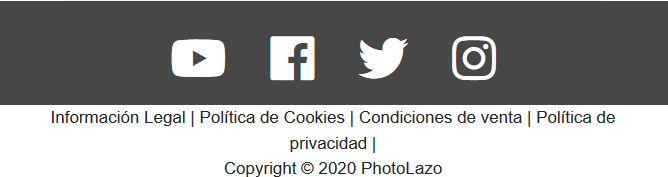 Información Legal | Política de Cookies | Condiciones de venta | Política de
privacidad |
Copyright © 2020 PhotoLazo